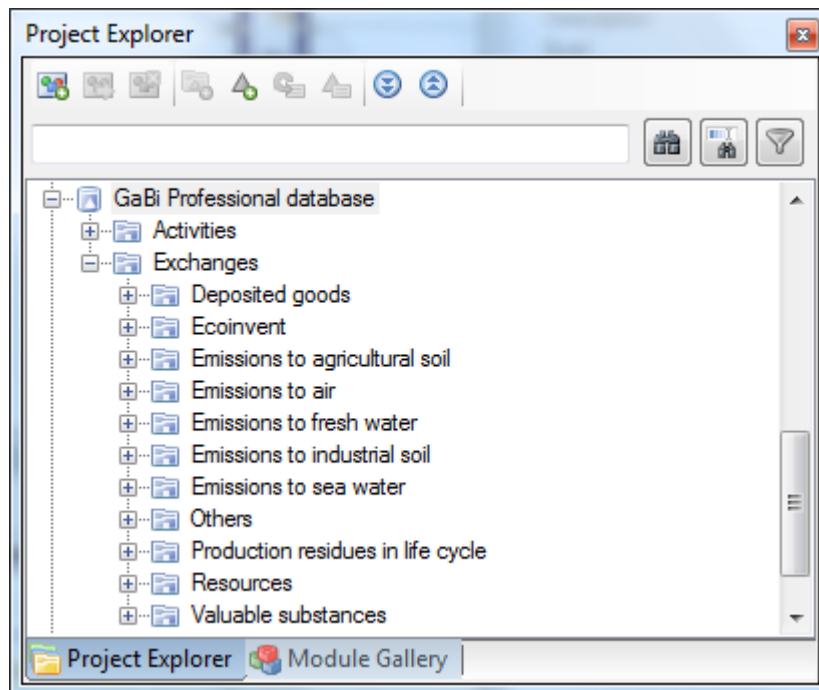 Project Explorer
GaBi Professional database
Activities
Exchanges
Deposited goods
Ecoinvent
Emissions to agricultural soil
Emissions to air
Emissions to fresh water
Emissions to industrial soil
Emissions to sea water
Others
Production residues in life cycle
Resources
Valuable substances
Project Explorer Module Gallery